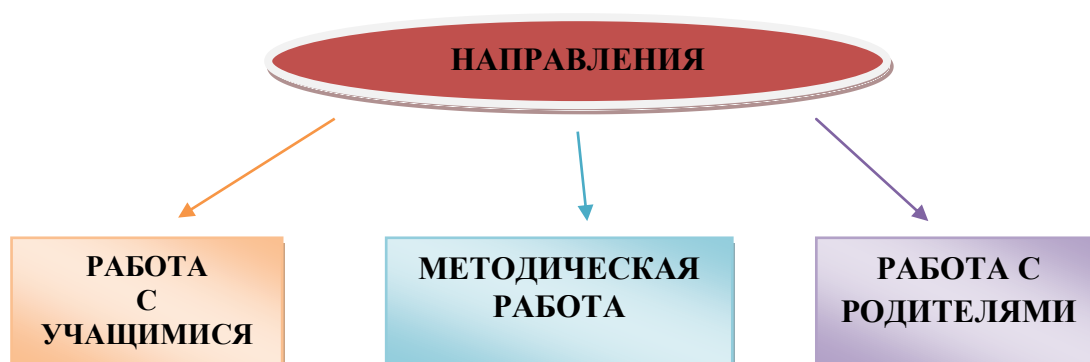 НАПРАВЛЕНИЯ
РАБОТА
С
УЧАЩИМИСЯ
МЕТОДИЧЕСКАЯ
РАБОТА
РАБОТА С
РОДИТЕЛЯМИ